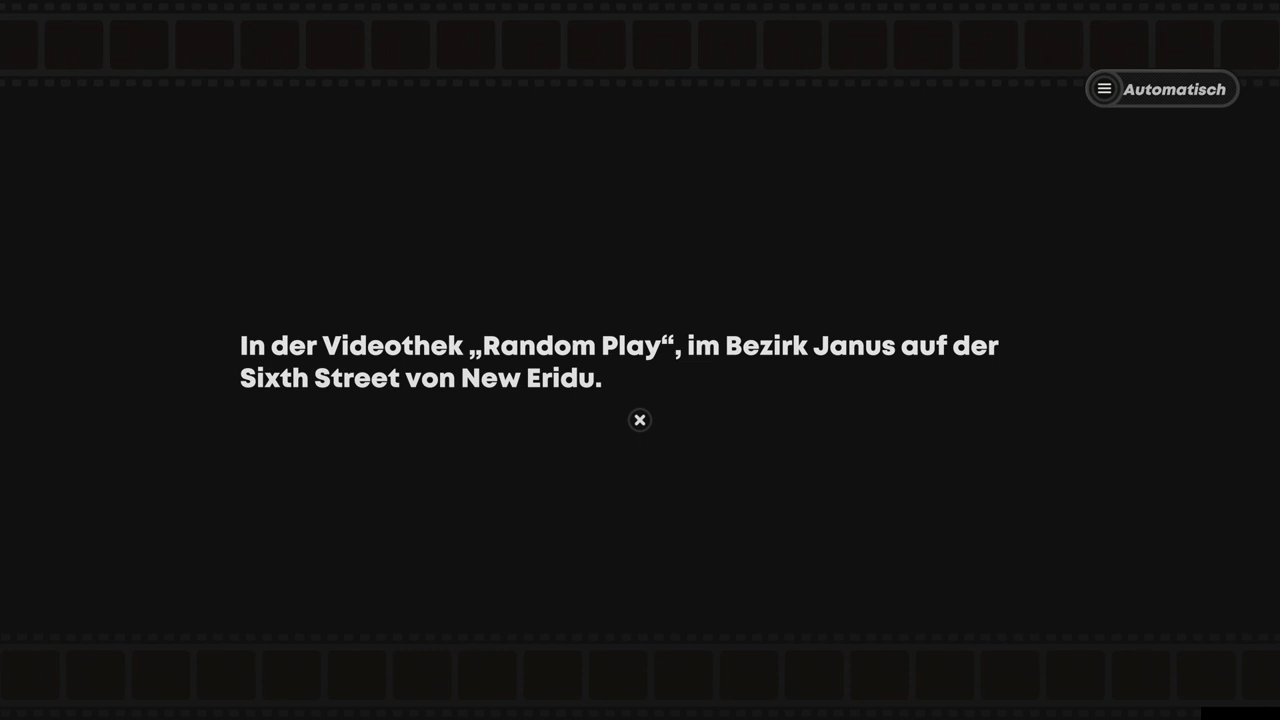 Automatisch
In der Videothek „Random Play“, im Bezirk Janus auf der
Sixth Street von New Eridu.